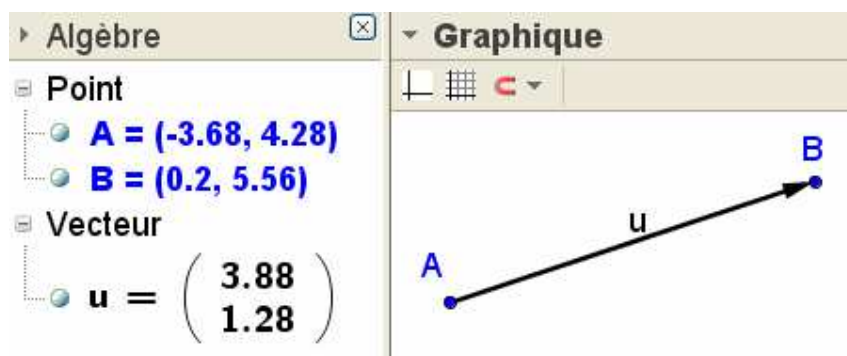 Algèbre
Point
A = (-3.68, 4.28)
B = (0.2, 5.56)
Vecteur
u = ( 3.88
1.28 )
Graphique
B
u
A